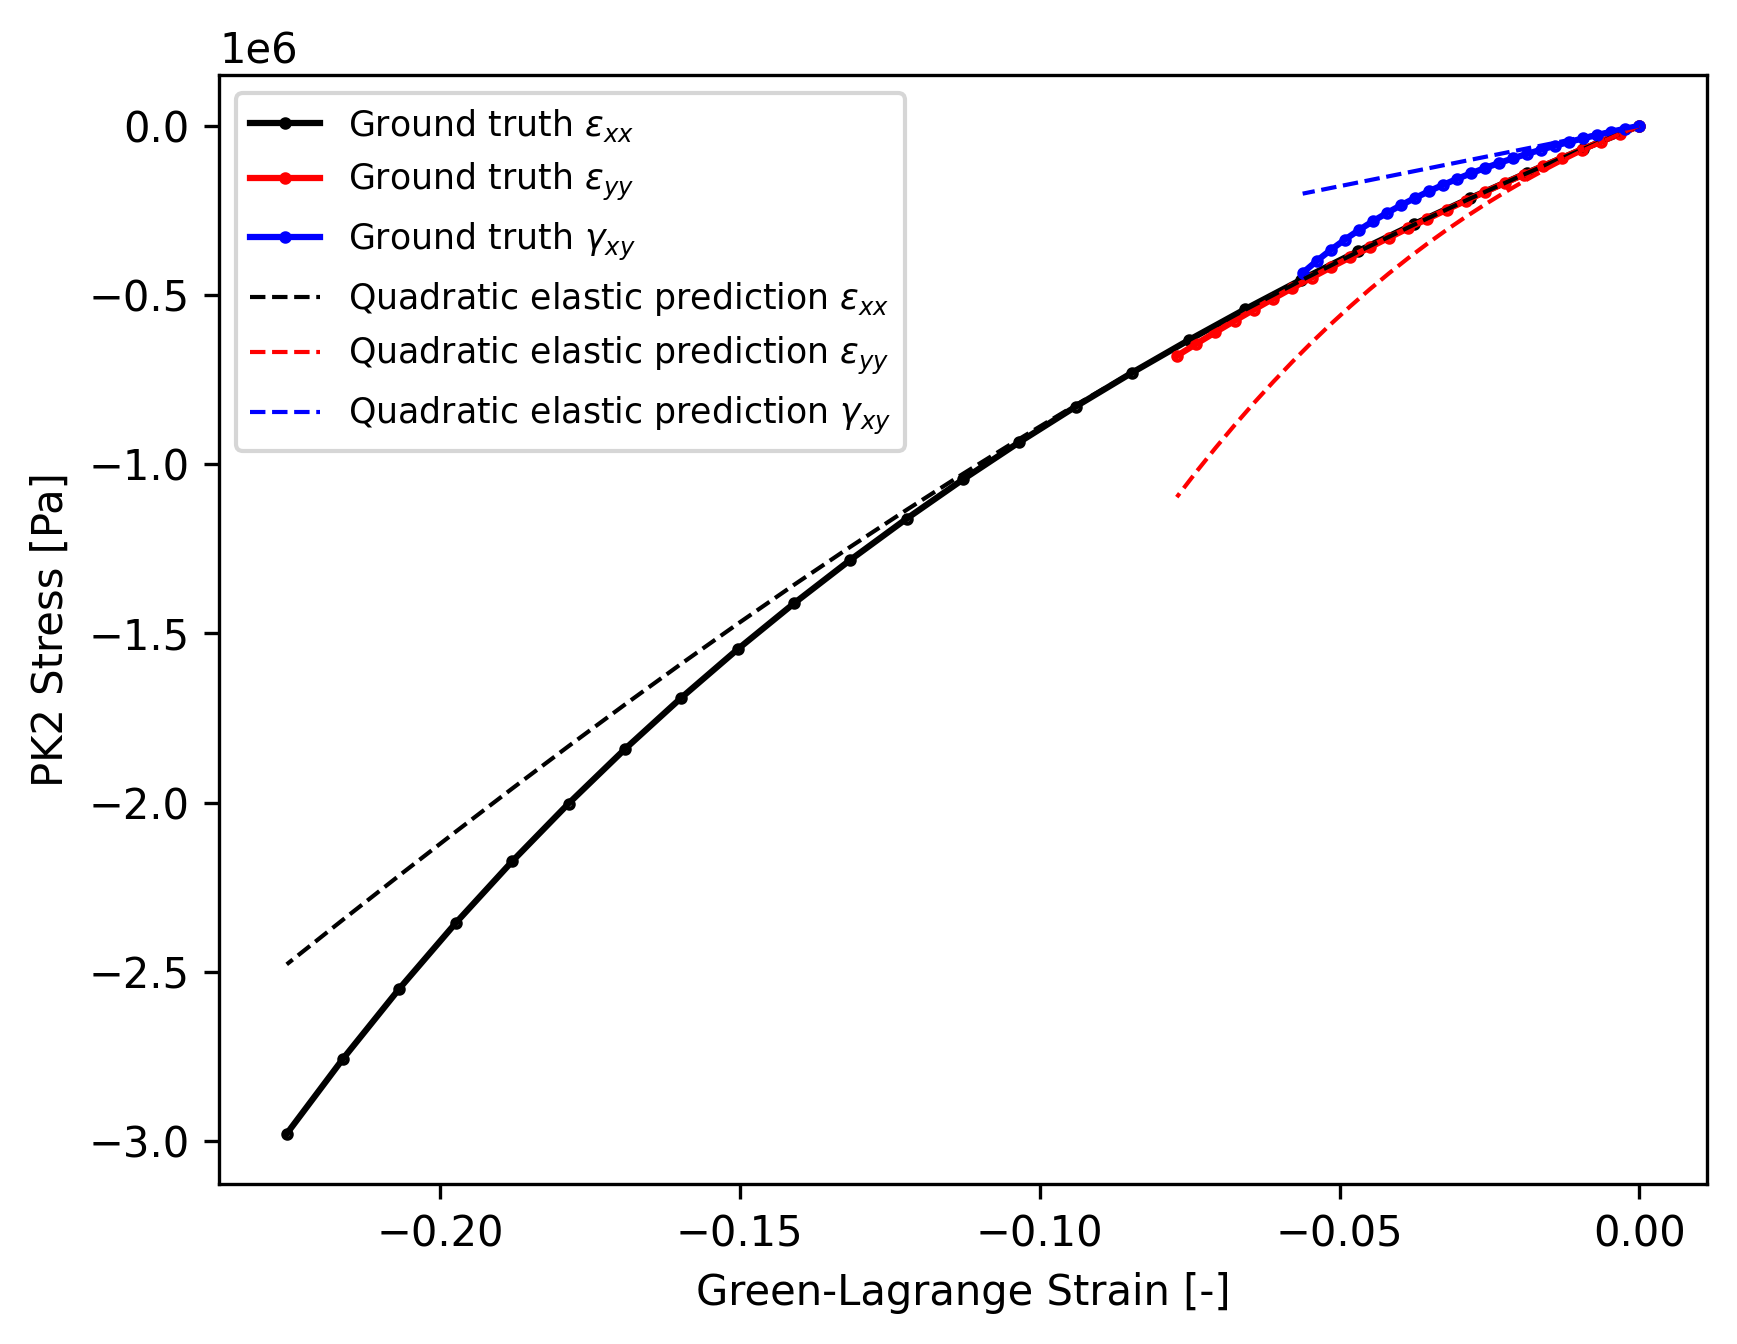 1e6
0.0
−0.5
−1.0
−1.5
−2.0
−2.5
−3.0
PK2 Stress [Pa]
Ground truth εxx
Ground truth εyy
Ground truth γxy
Quadratic elastic prediction εxx
Quadratic elastic prediction εyy
Quadratic elastic prediction γxy
−0.20 −0.15 −0.10 −0.05 0.00
Green-Lagrange Strain [-]